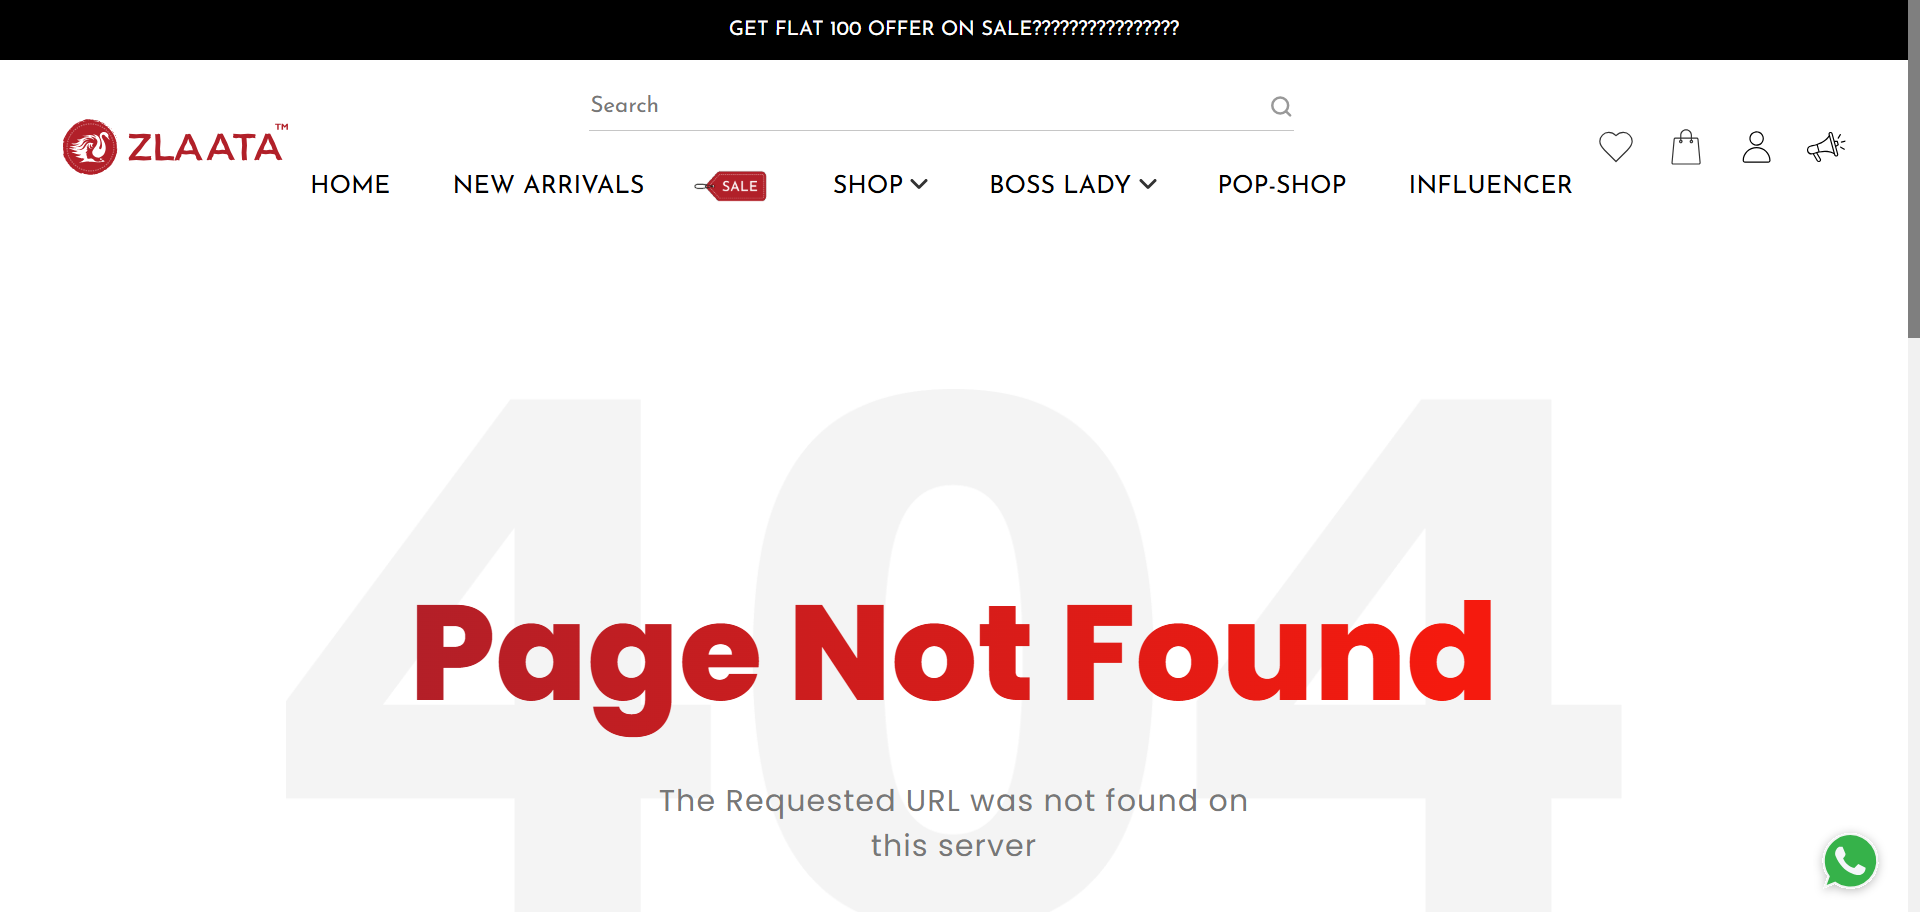 GET FLAT 100 OFFER ON SALE????????????????
Search
ZLAATA™
HOME NEW ARRIVALS SALE SHOP BOSS LADY POP-SHOP INFLUENCER
404
Page Not Found
The Requested URL was not found on
this server